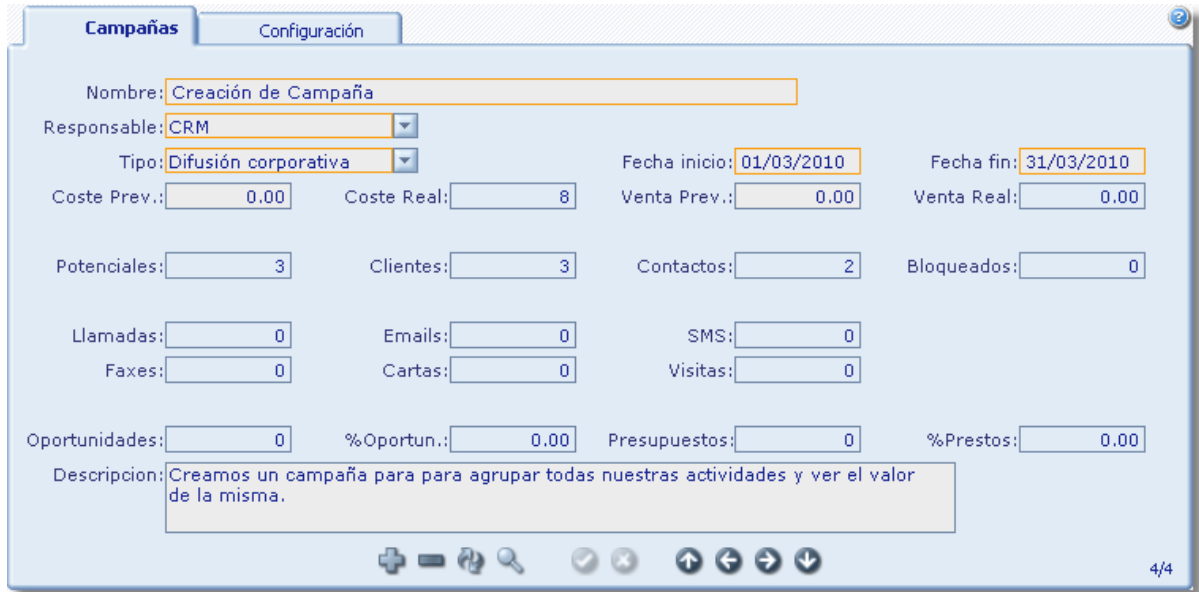 Campañas Configuración
Nombre: Creación de Campaña
Responsable: CRM
Tipo: Difusión corporativa Fecha inicio: 01/03/2010 Fecha fin: 31/03/2010
Coste Prev.: 0.00 Coste Real: 8 Venta Prev.: 0.00 Venta Real: 0.00
Potenciales: 3 Clientes: 3 Contactos: 2 Bloqueados: 0
Llamadas: 0 Emails: 0 SMS: 0
Faxes: 0 Cartas: 0 Visitas: 0
Oportunidades: 0 %Oportun.: 0.00 Presupuestos: 0 %Prestos: 0.00
Descripcion: Creamos un campaña para para agrupar todas nuestras actividades y ver el valor
de la misma.
4/4